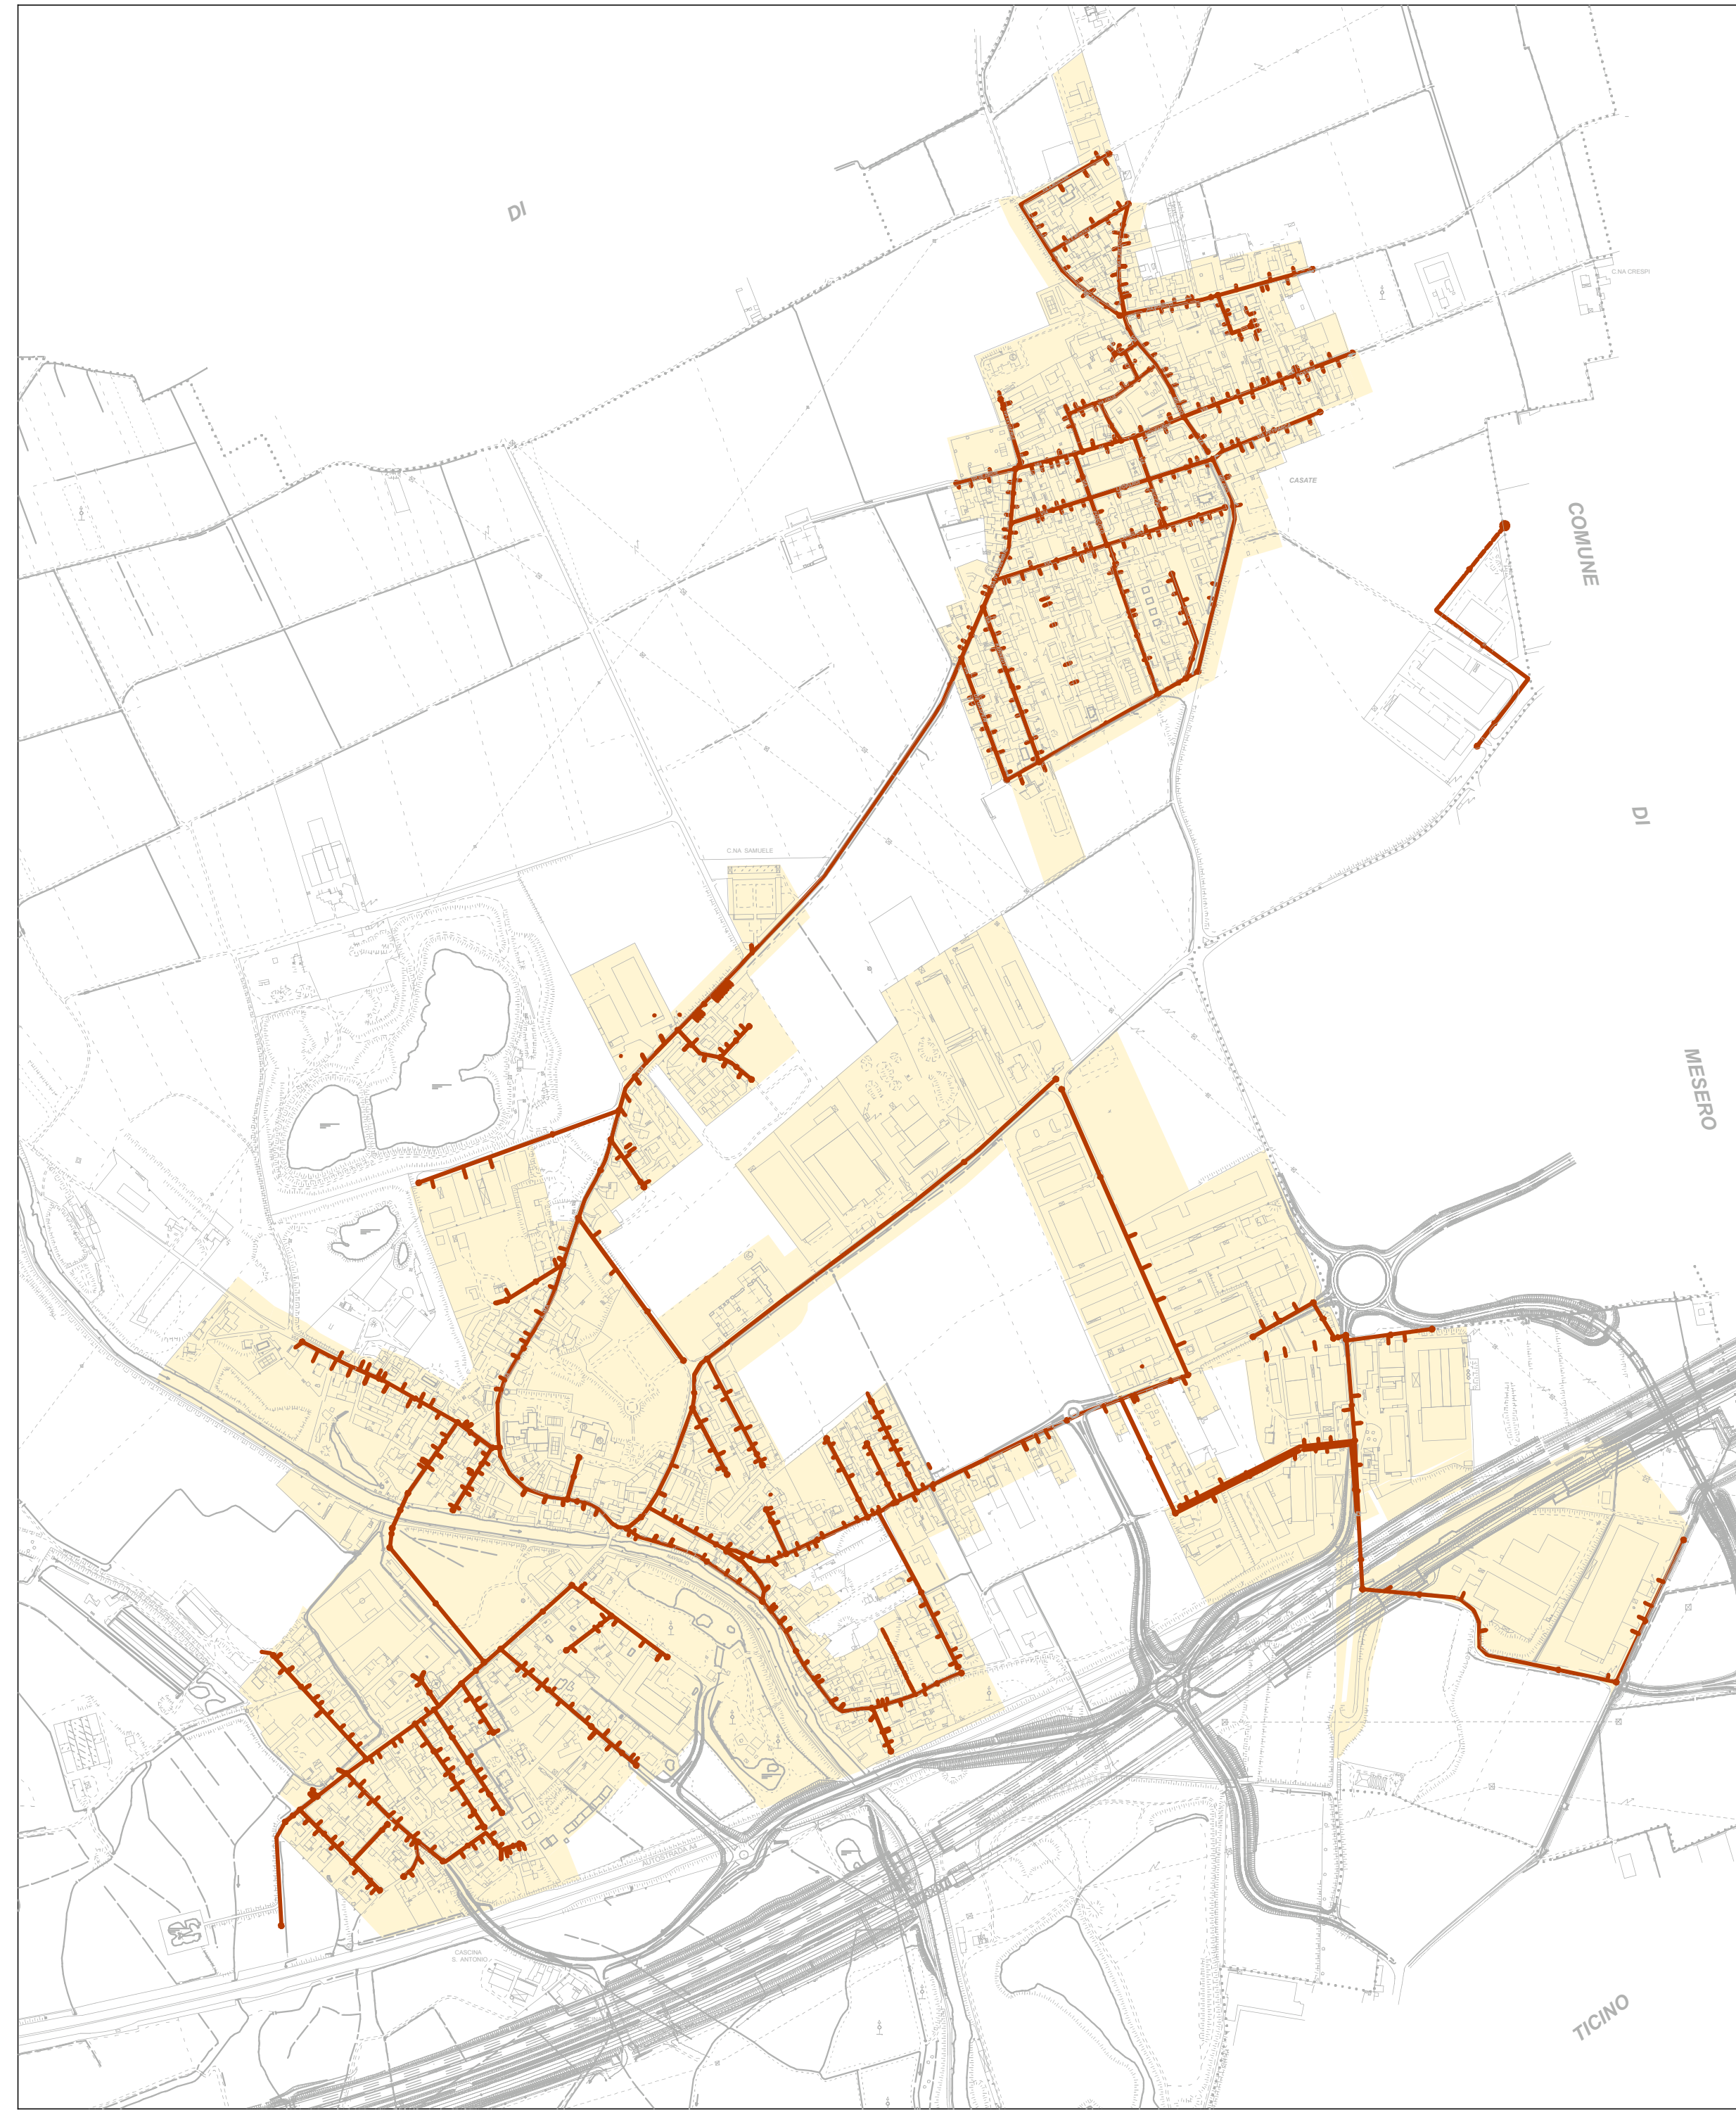 DI
C.NA CRESPI
CASATE
COMUNE
DI
C.NA SAMUELE
MESERO
AUTOSTRADA A4
CASCINA
S. ANTONIO
TICINO